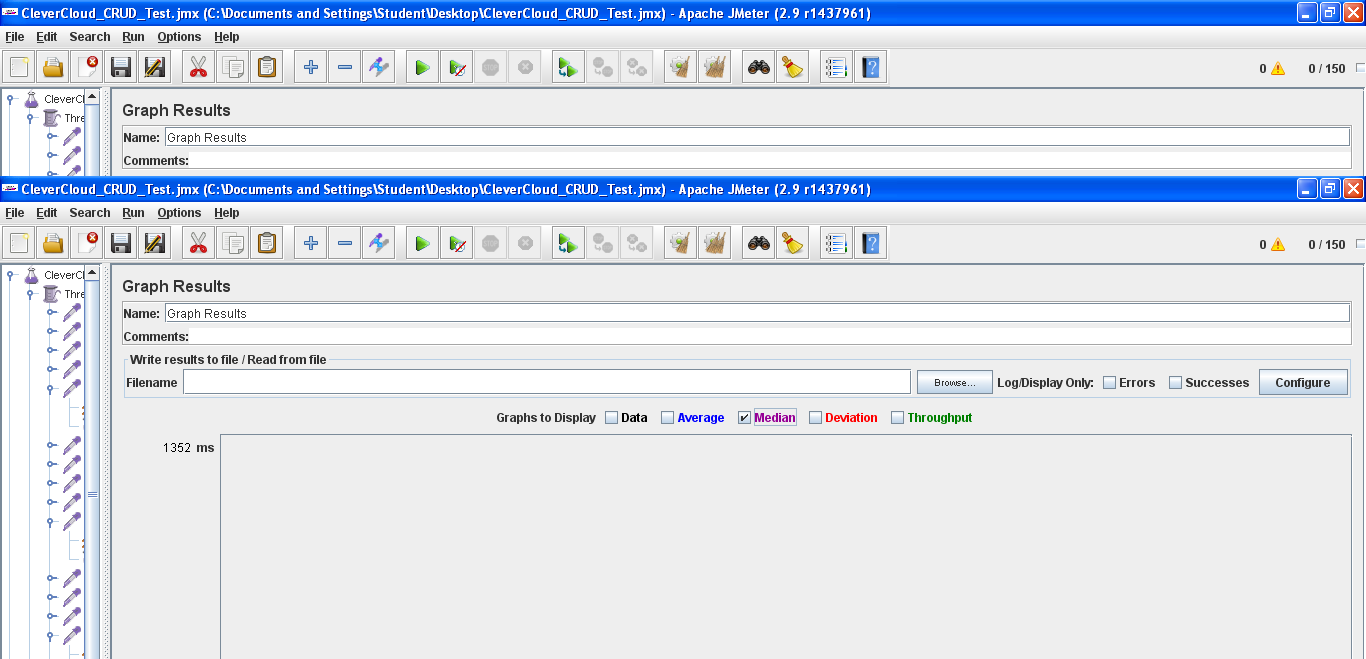 CleverCloud_CRUD_Test.jmx (C:\Documents and Settings\Student\Desktop\CleverCloud_CRUD_Test.jmx) - Apache JMeter (2.9 r1437961)
File Edit Search Run Options Help
0 0 / 150
CleverCl
Graph Results
Thre
Name: Graph Results
Comments:
CleverCloud_CRUD_Test.jmx (C:\Documents and Settings\Student\Desktop\CleverCloud_CRUD_Test.jmx) - Apache JMeter (2.9 r1437961)
File Edit Search Run Options Help
0 0 / 150
CleverCl
Graph Results
Thre
Name: Graph Results
Comments:
Write results to file / Read from file
Filename Browse... Log/Display Only: Errors Successes Configure
Graphs to Display Data Average Median Deviation Throughput
1352 ms